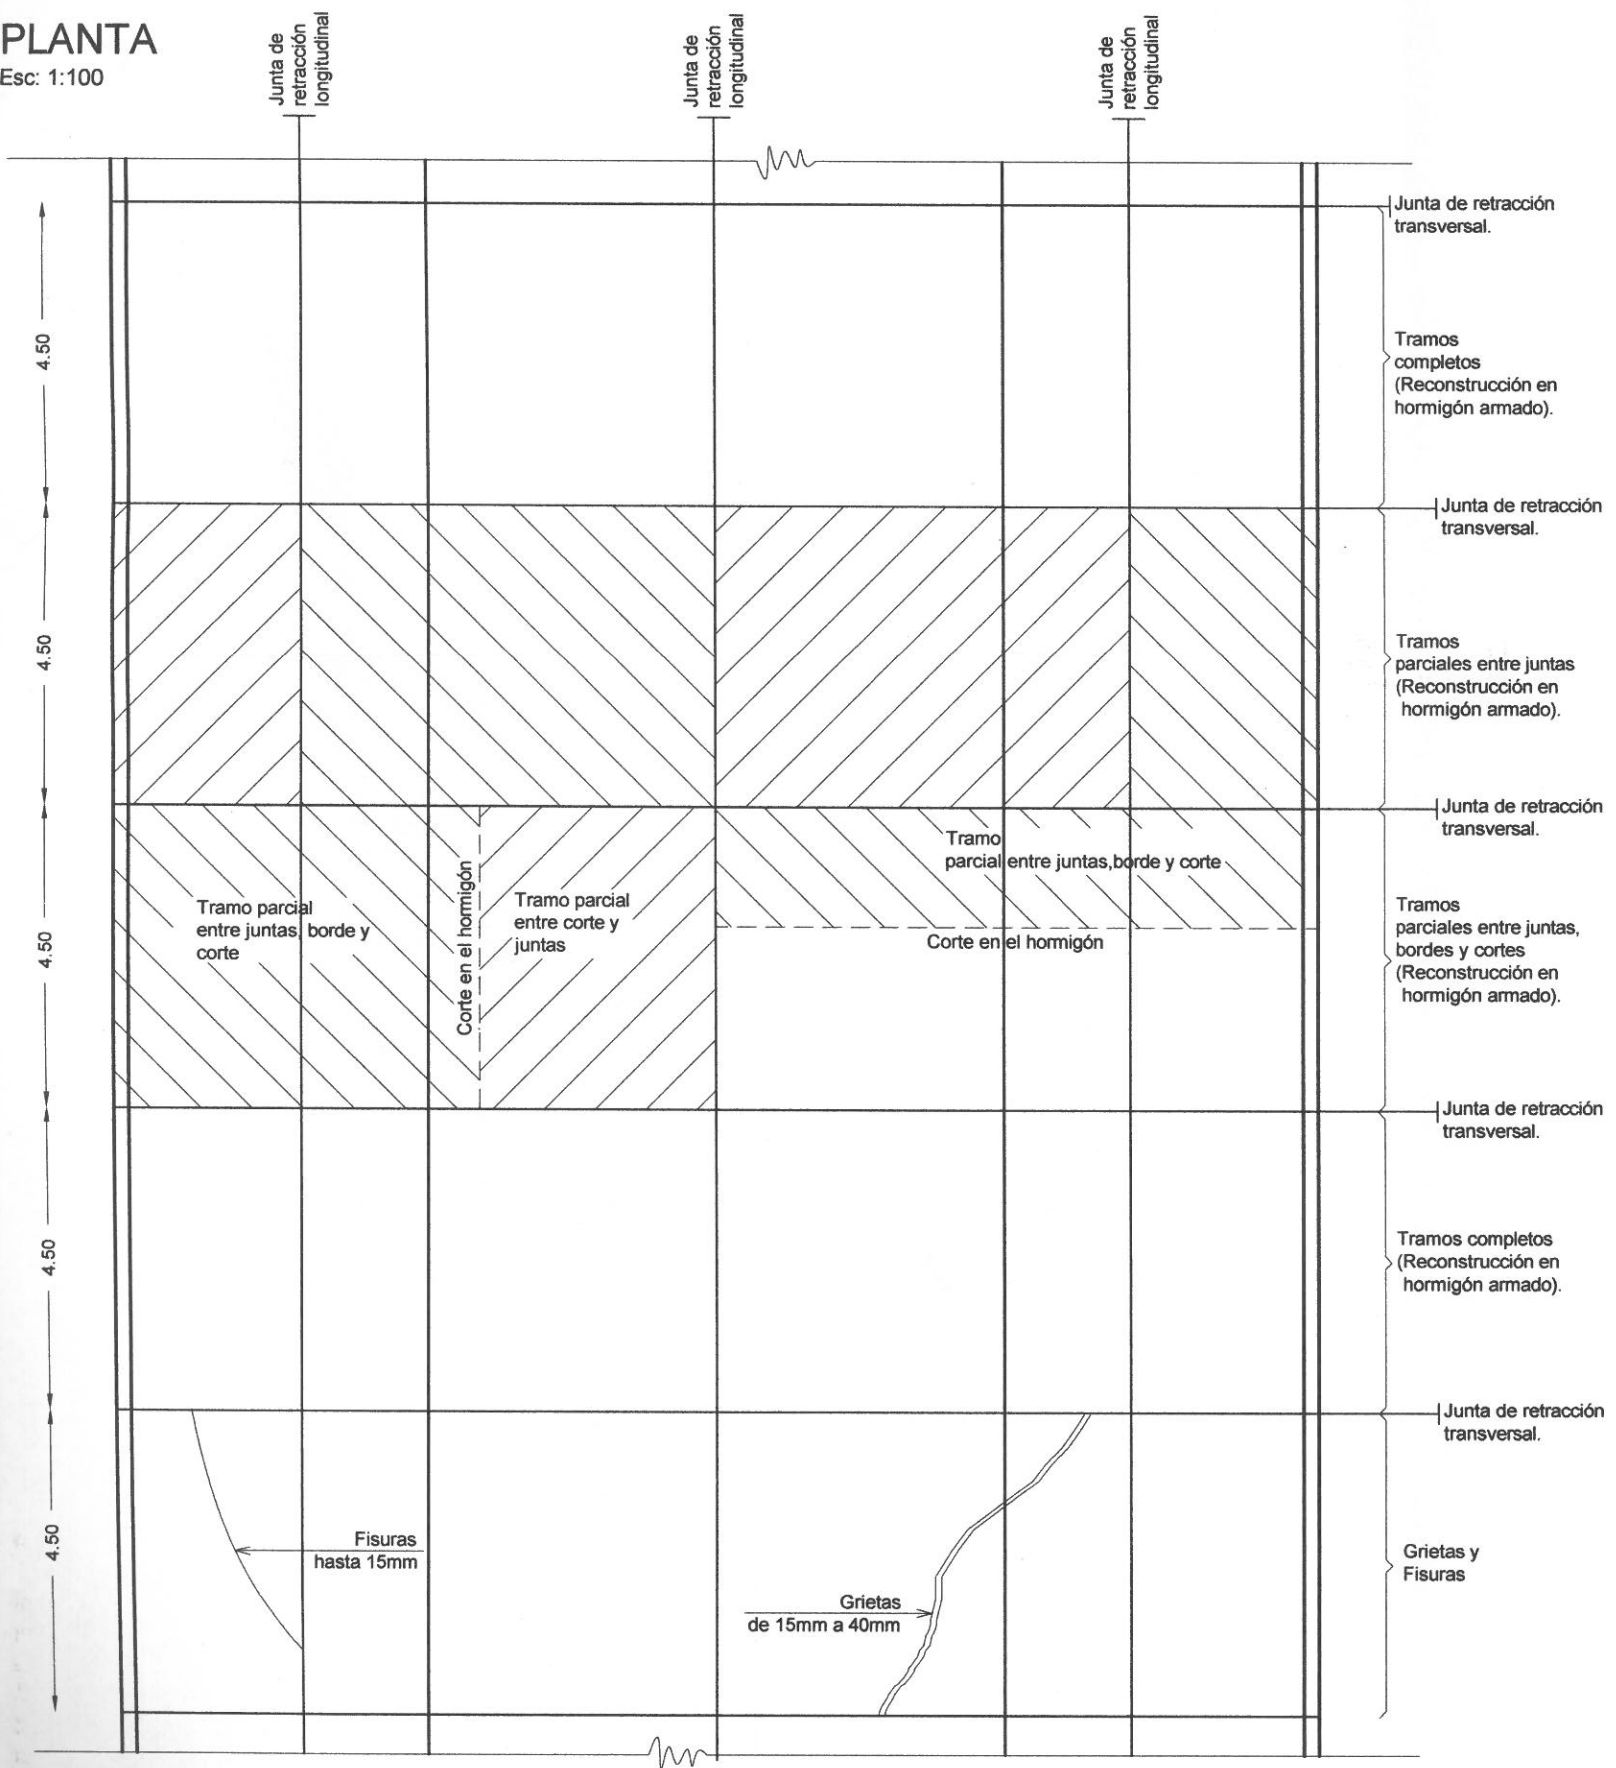 PLANTA
Esc: 1:100
Junta de
retracción
longitudinal
Junta de
retracción
longitudinal
Junta de
retracción
longitudinal
4.50
4.50
4.50
4.50
4.50
Junta de retracción
transversal.
Tramos
completos
(Reconstrucción en
hormigón armado).
Junta de retracción
transversal.
Tramos
parciales entre juntas
(Reconstrucción en
hormigón armado).
Junta de retracción
transversal.
Tramo parcial
entre juntas, borde y
corte
Corte en el hormigón
Tramo parcial
entre corte y
juntas
Tramo
parcial entre juntas,borde y corte
Corte en el hormigón
Tramos
parciales entre juntas,
bordes y cortes
(Reconstrucción en
hormigón armado).
Junta de retracción
transversal.
Tramos completos
(Reconstrucción en
hormigón armado).
Junta de retracción
transversal.
Fisuras
hasta 15mm
Grietas
de 15mm a 40mm
Grietas y
Fisuras